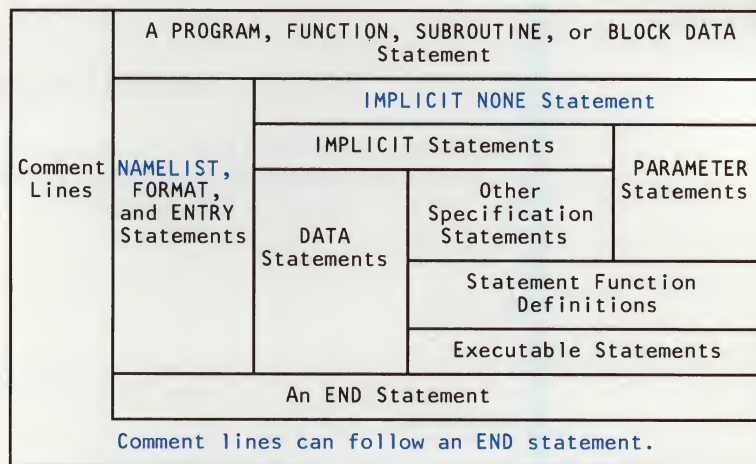 A PROGRAM, FUNCTION, SUBROUTINE, or BLOCK DATA
Statement
IMPLICIT NONE Statement
IMPLICIT Statements
Comment
Lines
NAMELIST,
FORMAT,
and ENTRY
Statements
PARAMETER
Statements
DATA
Statements
Other
Specification
Statements
Statement Function
Definitions
Executable Statements
An END Statement
Comment lines can follow an END statement.